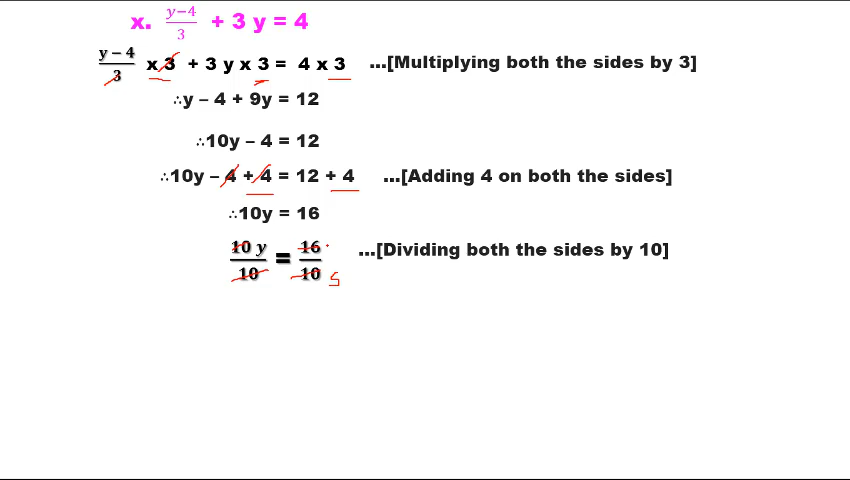 x. (y−4)/3 + 3 y = 4
(y − 4)/3 x 3 + 3 y x 3 = 4 x 3 ...[Multiplying both the sides by 3]
∴y – 4 + 9y = 12
∴10y – 4 = 12
∴10y – 4 + 4 = 12 + 4 ...[Adding 4 on both the sides]
∴10y = 16
10 y/10 = 16/10 5 ...[Dividing both the sides by 10]